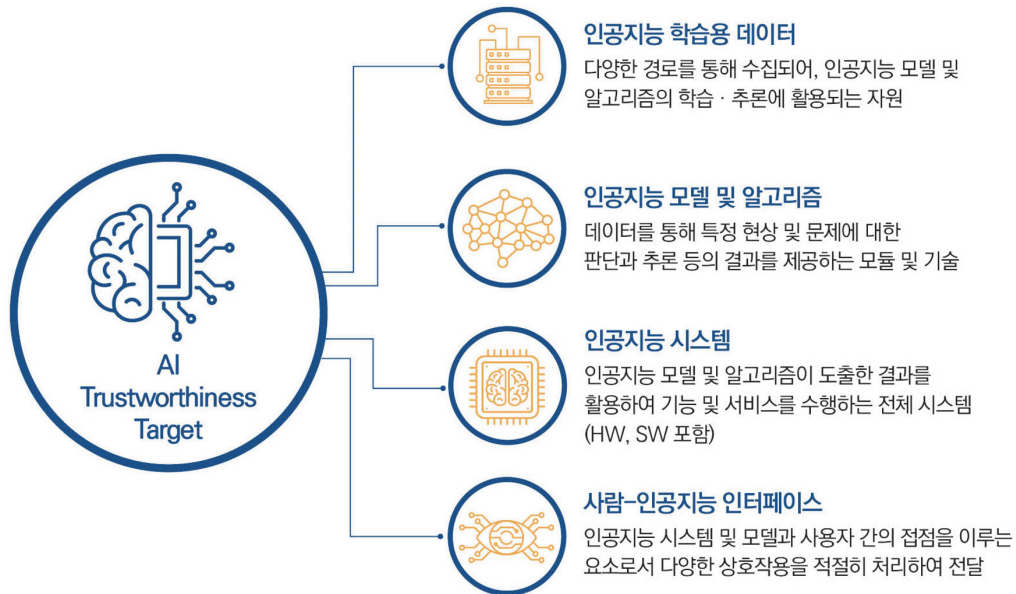 AI
Trustworthiness
Target
인공지능 학습용 데이터
다양한 경로를 통해 수집되어, 인공지능 모델 및
알고리즘의 학습 · 추론에 활용되는 자원
인공지능 모델 및 알고리즘
데이터를 통해 특정 현상 및 문제에 대한
판단과 추론 등의 결과를 제공하는 모듈 및 기술
인공지능 시스템
인공지능 모델 및 알고리즘이 도출한 결과를
활용하여 기능 및 서비스를 수행하는 전체 시스템
(HW, SW 포함)
사람-인공지능 인터페이스
인공지능 시스템 및 모델과 사용자 간의 접점을 이루는
요소로서 다양한 상호작용을 적절히 처리하여 전달